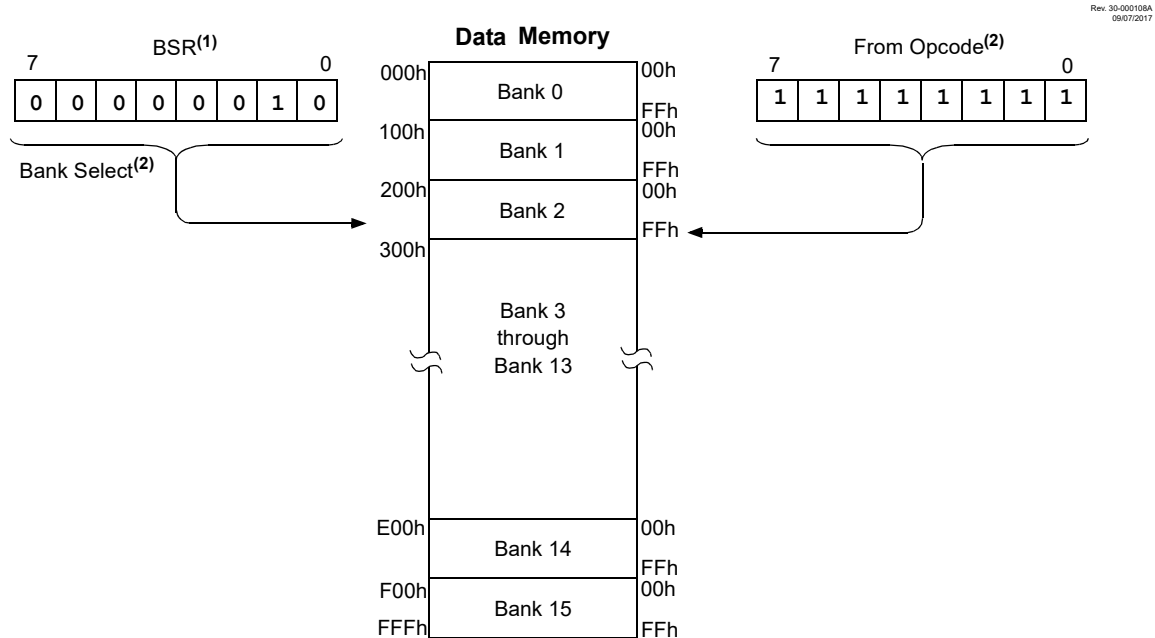 Rev. 30-000108A
09/07/2017
Data Memory
BSR(1)
7 0
0 0 0 0 0 0 1 0
Bank Select(2)
From Opcode(2)
7 0
1 1 1 1 1 1 1 1
000h 00h
Bank 0
FFh
100h 00h
Bank 1
FFh
200h 00h
Bank 2
FFh
300h
Bank 3
through
Bank 13
E00h 00h
Bank 14
FFh
F00h 00h
Bank 15
FFFh FFh